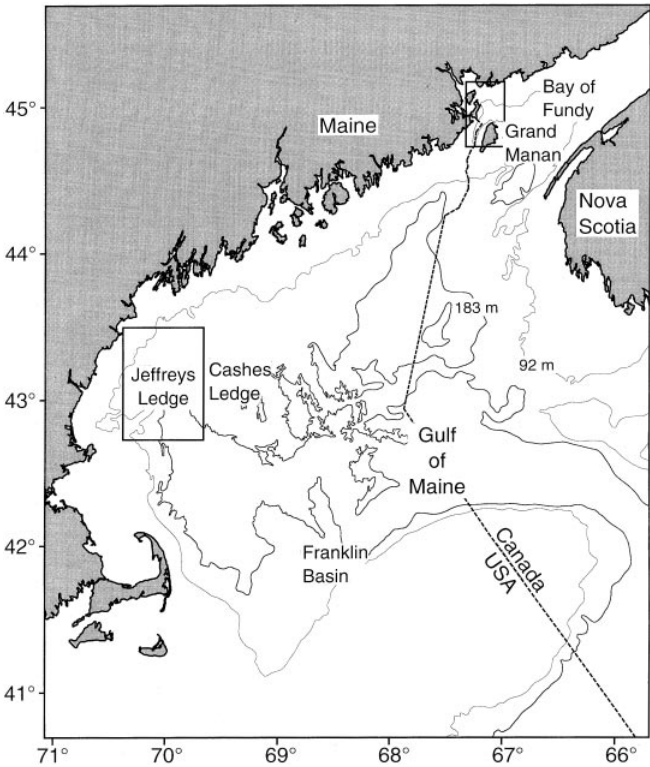 45°
44°
43°
42°
41°
71°
70°
69°
68°
67°
66°
Maine
Bay of
Fundy
Grand
Manan
Nova
Scotia
183 m
92 m
Jeffreys
Ledge
Cashes
Ledge
Gulf
of
Maine
Franklin
Basin
Canada
USA